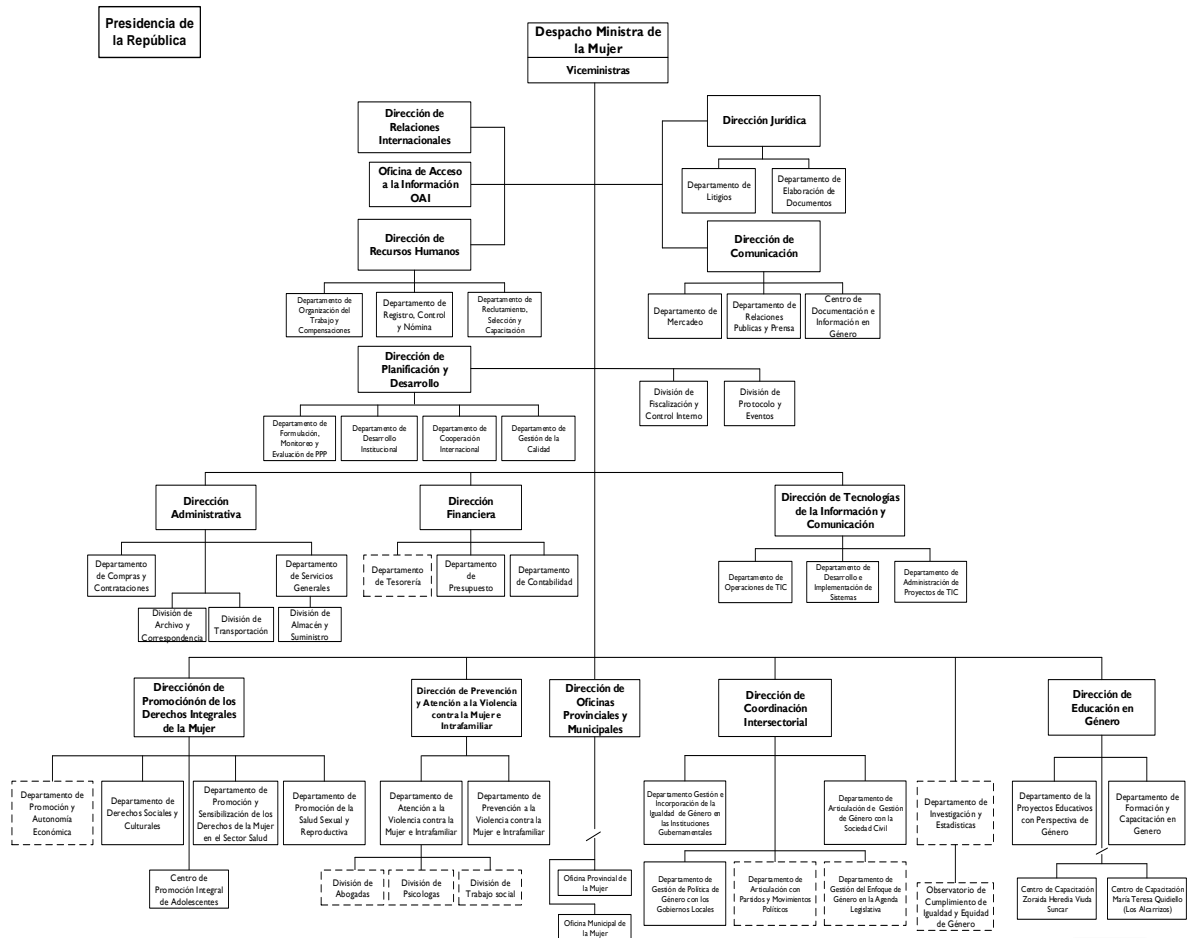 Presidencia de
la República
Despacho Ministra de
la Mujer
Viceministras
Dirección de
Relaciones
Internacionales
Dirección Jurídica
Oficina de Acceso
a la Información
OAI
Departamento de
Litigios
Departamento de
Elaboración de
Documentos
Dirección de
Recursos Humanos
Dirección de
Comunicación
Departamento de
Organización del
Trabajo y
Compensaciones
Departamento de
Registro, Control
y Nómina
Departamento de
Reclutamiento,
Selección y
Capacitación
Departamento de
Mercadeo
Departamento de
Relaciones
Publicas y Prensa
Centro de
Documentación e
Información en
Género
Dirección de
Planificación y
Desarrollo
División de
Fiscalización y
Control Interno
División de
Protocolo y
Eventos
Departamento de
Formulación,
Monitoreo y
Evaluación de PPP
Departamento de
Desarrollo
Institucional
Departamento de
Cooperación
Internacional
Departamento de
Gestión de la
Calidad
Dirección
Administrativa
Dirección
Financiera
Dirección de Tecnologías
de la Información y
Comunicación
Departamento
de Compras y
Contrataciones
Departamento
de Servicios
Generales
Departamento
de Tesorería
Departamento
de
Presupuesto
Departamento
de Contabilidad
Departamento de
Operaciones de TIC
Departamento de
Desarrollo e
Implementación de
Sistemas
Departamento de
Administración de
Proyectos de TIC
División de
Archivo y
Correspondencia
División de
Transportación
División de
Almacén y
Suministro
Direcciónón de
Promociónón de los
Derechos Integrales
de la Mujer
Dirección de Prevención
y Atención a la Violencia
contra la Mujer e
Intrafamiliar
Dirección de
Oficinas
Provinciales y
Municipales
Dirección de
Coordinación
Intersectorial
Dirección de
Educación en
Género
Departamento de
Promoción y
Autonomía
Económica
Departamento de
Derechos Sociales y
Culturales
Departamento de
Promoción y
Sensibilización de los
Derechos de la Mujer
en el Sector Salud
Departamento de
Promoción de la
Salud Sexual y
Reproductiva
Departamento de
Atención a la
Violencia contra la
Mujer e Intrafamiliar
Departamento de
Prevención a la
Violencia contra la
Mujer e Intrafamiliar
Departamento Gestión e
Incorporación de la
Igualdad de Género en
las Instituciones
Gubernamentales
Departamento de
Articulación de Gestión
de Género con la
Sociedad Civil
Departamento de
Investigación y
Estadísticas
Departamento de la
Proyectos Educativos
con Perspectiva de
Género
Departamento de
Formación y
Capacitación en
Genero
Centro de
Promoción Integral
de Adolescentes
División de
Abogadas
División de
Psicologas
División de
Trabajo social
Oficina Provincial de
la Mujer
Oficina Municipal de
la Mujer
Departamento de
Gestión de Política de
Género con los
Gobiernos Locales
Departamento de
Articulación con
Partidos y Movimientos
Políticos
Departamento de
Gestión del Enfoque de
Género en la Agenda
Legislativa
Observatorio de
Cumplimiento de
Igualdad y Equidad
de Género
Centro de Capacitación
Zoraida Heredia Viuda
Suncar
Centro de Capacitación
María Teresa Quidiello
(Los Alcarrizos)